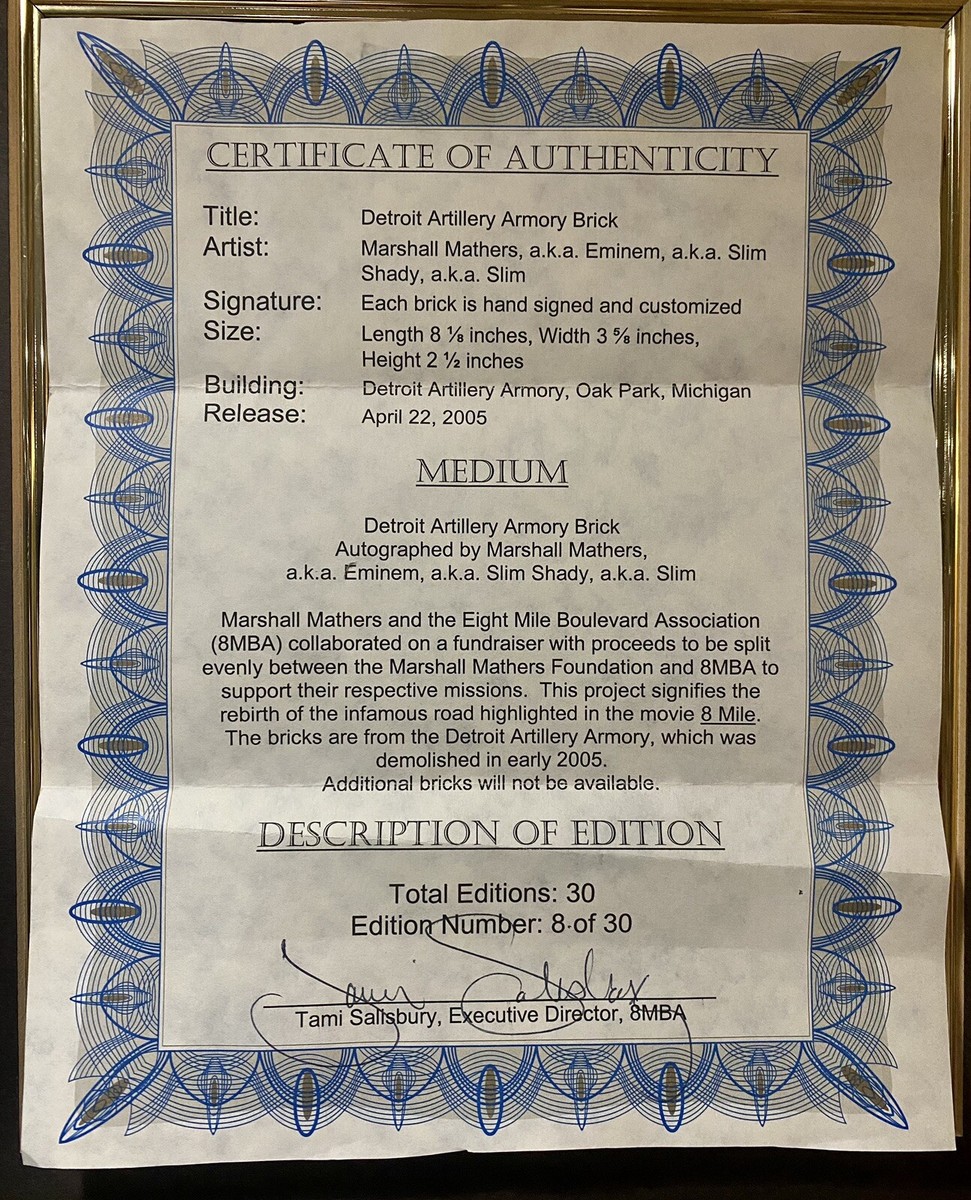 CERTIFICATE OF AUTHENTICITY
Title: Detroit Artillery Armory Brick
Artist: Marshall Mathers, a.k.a. Eminem, a.k.a. Slim
Shady, a.k.a. Slim
Signature: Each brick is hand signed and customized
Size: Length 8 ⅛ inches, Width 3 ⅝ inches,
Height 2 ½ inches
Building: Detroit Artillery Armory, Oak Park, Michigan
Release: April 22, 2005
MEDIUM
Detroit Artillery Armory Brick
Autographed by Marshall Mathers,
a.k.a. Eminem, a.k.a. Slim Shady, a.k.a. Slim
Marshall Mathers and the Eight Mile Boulevard Association
(8MBA) collaborated on a fundraiser with proceeds to be split
evenly between the Marshall Mathers Foundation and 8MBA to
support their respective missions. This project signifies the
rebirth of the infamous road highlighted in the movie 8 Mile.
The bricks are from the Detroit Artillery Armory, which was
demolished in early 2005.
Additional bricks will not be available.
DESCRIPTION OF EDITION
Total Editions: 30
Edition Number: 8 of 30
Tami Salisbury
Tami Salisbury, Executive Director, 8MBA